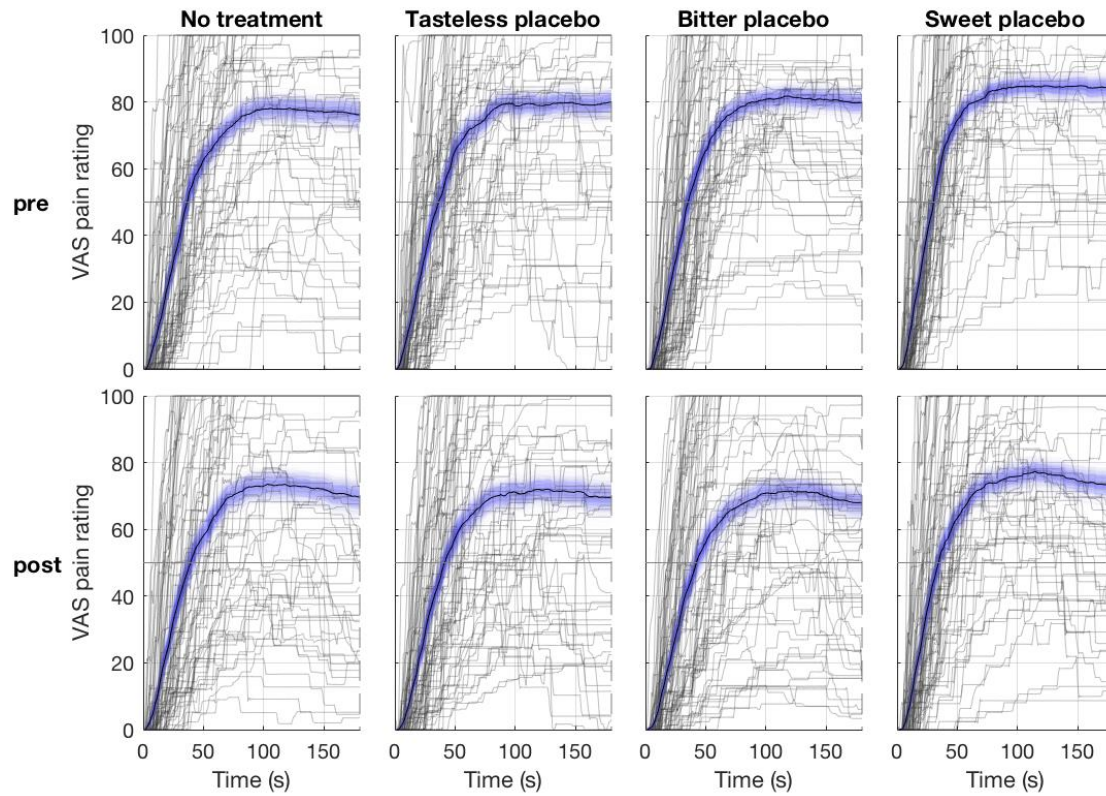 No treatment Tasteless placebo Bitter placebo Sweet placebo
100
80
60
40
20
0
pre
VAS pain rating
100
80
60
40
20
0
post
VAS pain rating
0 50 100 150 0 50 100 150 0 50 100 150 0 50 100 150
Time (s) Time (s) Time (s) Time (s)